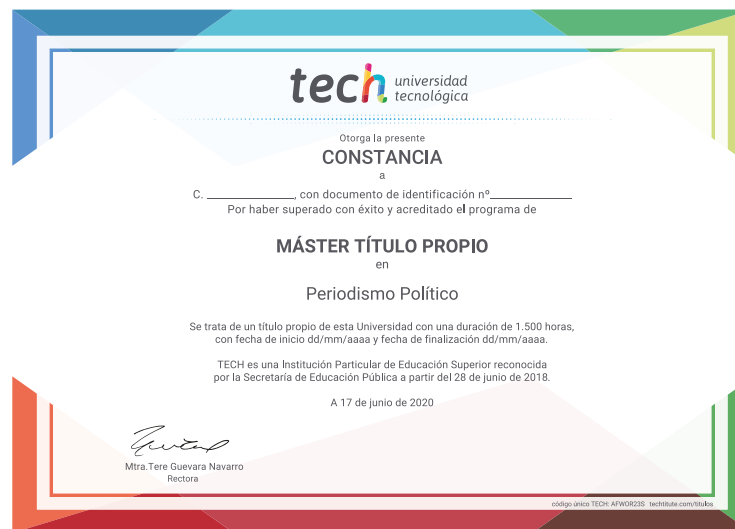 tech universidad
tecnológica
Otorga la presente
CONSTANCIA
a
C. ________________, con documento de identificación nº______________
Por haber superado con éxito y acreditado el programa de
MÁSTER TÍTULO PROPIO
en
Periodismo Político
Se trata de un título propio de esta Universidad con una duración de 1.500 horas,
con fecha de inicio dd/mm/aaaa y fecha de finalización dd/mm/aaaa.
TECH es una Institución Particular de Educación Superior reconocida
por la Secretaría de Educación Pública a partir del 28 de junio de 2018.
A 17 de junio de 2020
Mtra.Tere Guevara Navarro
Rectora
código único TECH: AFWOR23S techtitute.com/titulos